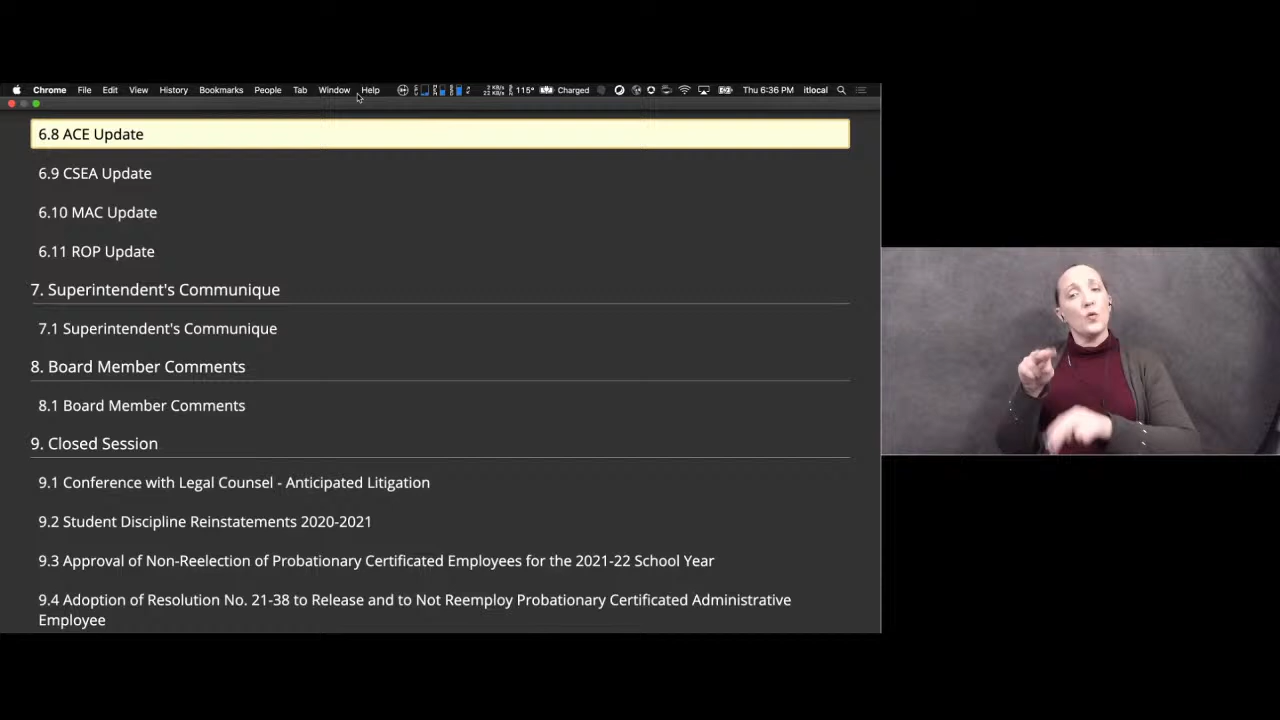 Chrome File Edit View History Bookmarks People Tab Window Help 115° Charged Thu 6:36 PM itlocal
6.8 ACE Update
6.9 CSEA Update
6.10 MAC Update
6.11 ROP Update
7. Superintendent's Communique
7.1 Superintendent's Communique
8. Board Member Comments
8.1 Board Member Comments
9. Closed Session
9.1 Conference with Legal Counsel - Anticipated Litigation
9.2 Student Discipline Reinstatements 2020-2021
9.3 Approval of Non-Reelection of Probationary Certificated Employees for the 2021-22 School Year
9.4 Adoption of Resolution No. 21-38 to Release and to Not Reemploy Probationary Certificated Administrative
Employee